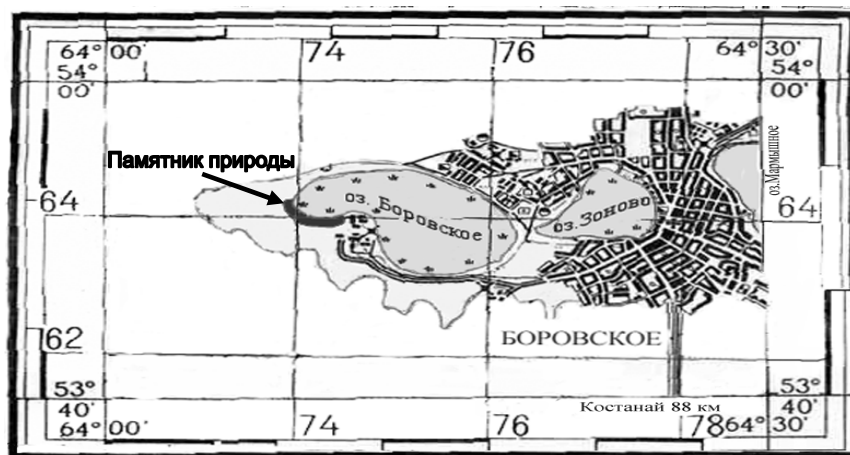 64° 00' 74 76 64° 30'
54° 54°
00' 00'
Памятник природы
оз.Мармышное
64 оз. Боровское оз. Зоново 64
62 БОРОВСКОЕ
53° 53°
40' Костанай 88 км 40'
64° 00' 74 76 78 64° 30'